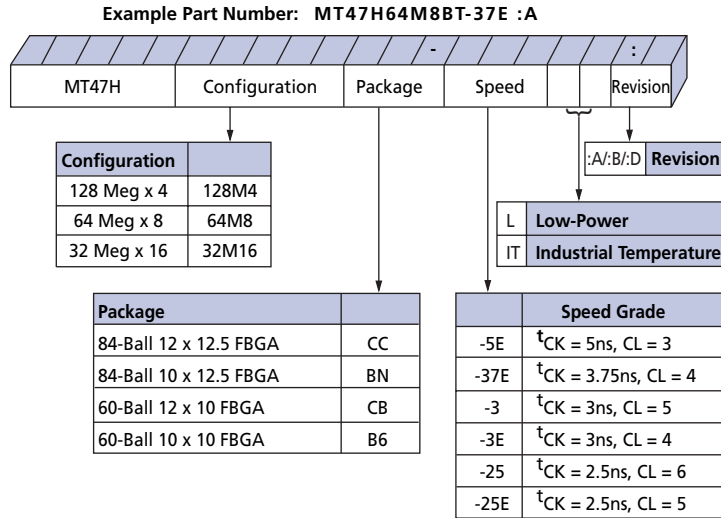 Example Part Number: MT47H64M8BT-37E :A
- :
MT47H Configuration Package Speed Revision
Configuration
128 Meg x 4 128M4
64 Meg x 8 64M8
32 Meg x 16 32M16
:A/:B/:D Revision
L Low-Power
IT Industrial Temperature
Package
84-Ball 12 x 12.5 FBGA CC
84-Ball 10 x 12.5 FBGA BN
60-Ball 12 x 10 FBGA CB
60-Ball 10 x 10 FBGA B6
Speed Grade
-5E tCK = 5ns, CL = 3
-37E tCK = 3.75ns, CL = 4
-3 tCK = 3ns, CL = 5
-3E tCK = 3ns, CL = 4
-25 tCK = 2.5ns, CL = 6
-25E tCK = 2.5ns, CL = 5